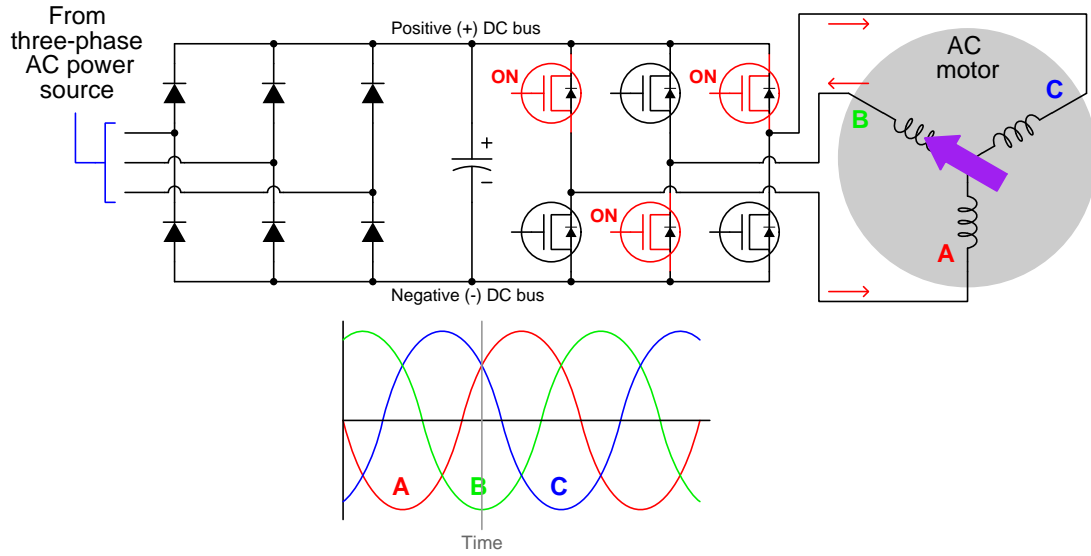 From
three-phase
AC power
source
Positive (+) DC bus
ON
ON
AC
motor
C
B
+
−
ON
A
Negative (-) DC bus
A
B
C
Time